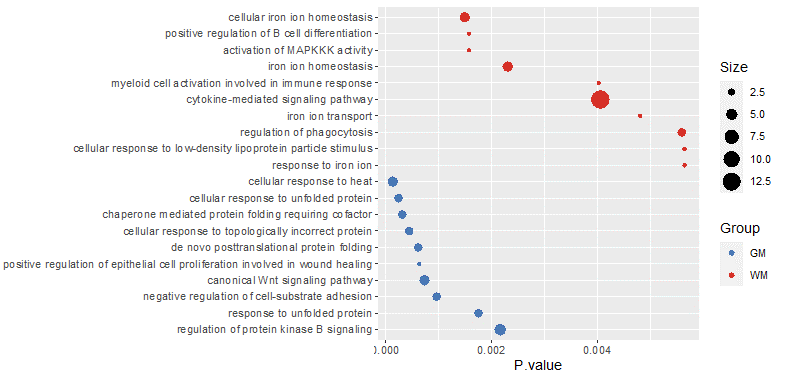 cellular iron ion homeostasis
positive regulation of B cell differentiation
activation of MAPKKK activity
iron ion homeostasis
myeloid cell activation involved in immune response
cytokine-mediated signaling pathway
iron ion transport
regulation of phagocytosis
cellular response to low-density lipoprotein particle stimulus
response to iron ion
cellular response to heat
cellular response to unfolded protein
chaperone mediated protein folding requiring cofactor
cellular response to topologically incorrect protein
de novo posttranslational protein folding
positive regulation of epithelial cell proliferation involved in wound healing
canonical Wnt signaling pathway
negative regulation of cell-substrate adhesion
response to unfolded protein
regulation of protein kinase B signaling
0.000 0.002 0.004
P.value
Size
2.5
5.0
7.5
10.0
12.5
Group
GM
WM